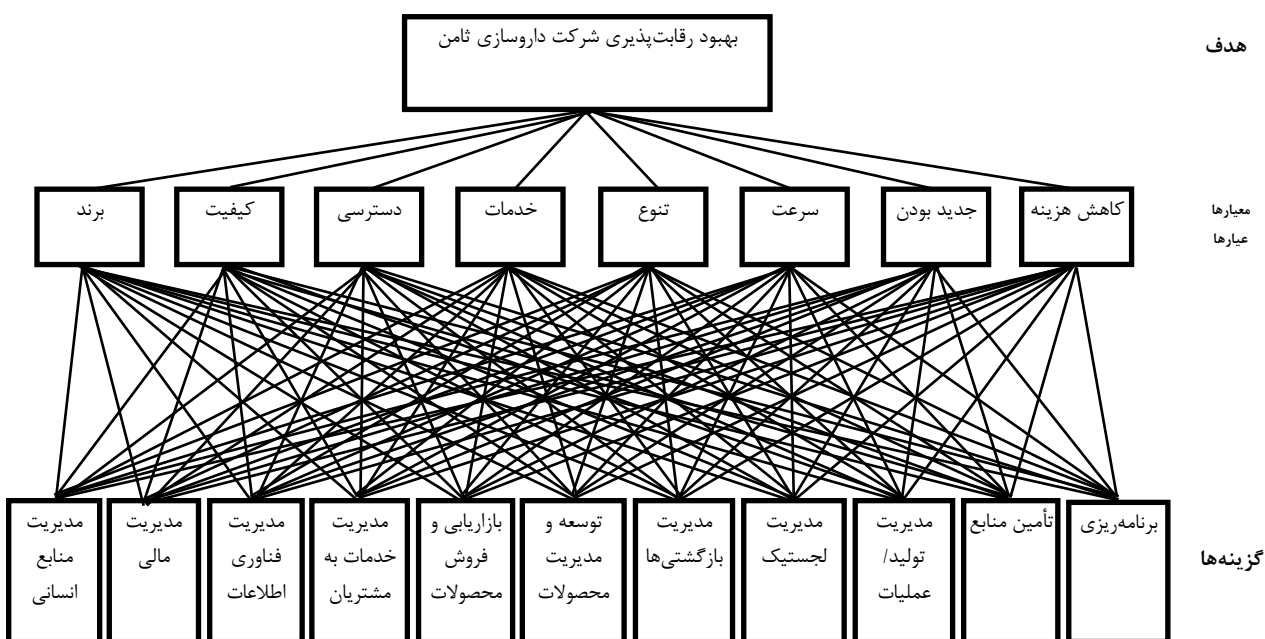 بهبود رقابت‌پذیری شرکت داروسازی ثامن
هدف
کاهش هزینه
جدید بودن
سرعت
تنوع
خدمات
دسترسی
کیفیت
برند
معیارها
عیارها
برنامه‌ریزی
تأمین منابع
مدیریت
تولید/
عملیات
مدیریت
لجستیک
مدیریت
بازگشتی‌ها
توسعه و
مدیریت
محصولات
بازاریابی و
فروش
محصولات
مدیریت
خدمات به
مشتریان
مدیریت
فناوری
اطلاعات
مدیریت
مالی
مدیریت
منابع
انسانی
گزینه‌ها